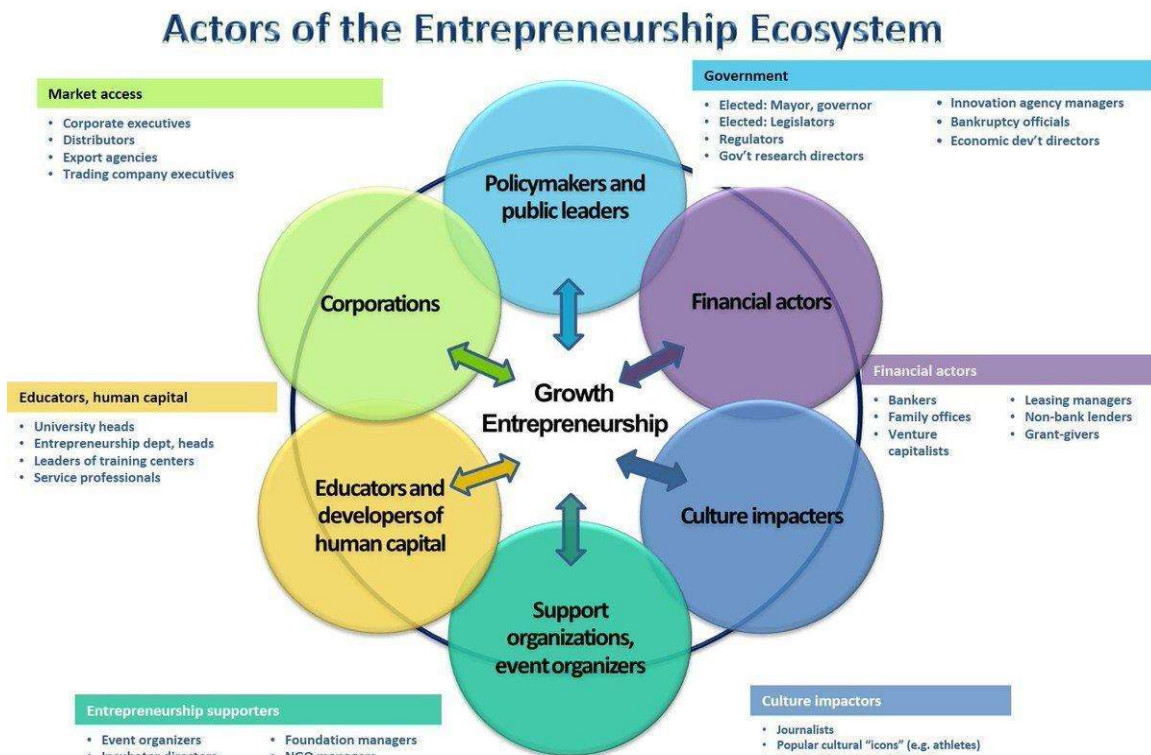 Actors of the Entrepreneurship Ecosystem
Market access
• Corporate executives
• Distributors
• Export agencies
• Trading company executives
Government
• Elected: Mayor, governor
• Elected: Legislators
• Regulators
• Gov't research directors
• Innovation agency managers
• Bankruptcy officials
• Economic dev't directors
Policymakers and
public leaders
Corporations
Financial actors
Growth
Entrepreneurship
Educators, human capital
• University heads
• Entrepreneurship dept, heads
• Leaders of training centers
• Service professionals
Financial actors
• Bankers
• Family offices
• Venture
capitalists
• Leasing managers
• Non-bank lenders
• Grant-givers
Educators and
developers of
human capital
Culture impacters
Support
organizations,
event organizers
Entrepreneurship supporters
• Event organizers
• Incubator directors
• Foundation managers
• NGO managers
Culture impactors
• Journalists
• Popular cultural "icons" (e.g. athletes)